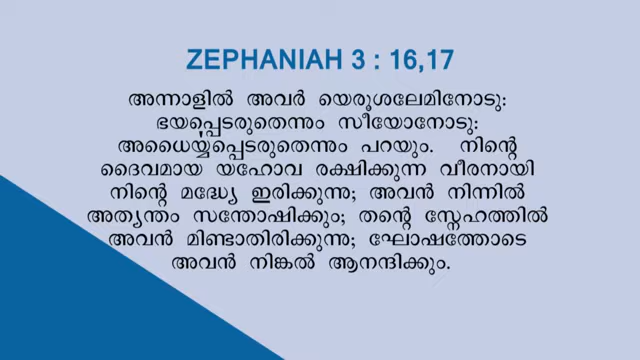 ZEPHANIAH 3 : 16,17
അന്നാളിൽ അവർ യെരൂശലേമിനോടു:
ഭയപ്പെടരുതെന്നും സീയോനോടു:
അധൈര്യപ്പെടരുതെന്നും പറയും. നിന്റെ
ദൈവമായ യഹോവ രക്ഷിക്കുന്ന വീരനായി
നിന്റെ മദ്ധ്യേ ഇരിക്കുന്നു; അവൻ നിന്നിൽ
അത്യന്തം സന്തോഷിക്കും; തന്റെ സ്നേഹത്തിൽ
അവൻ മിണ്ടാതിരിക്കുന്നു; ഘോഷത്തോടെ
അവൻ നിങ്കൽ ആനന്ദിക്കും.